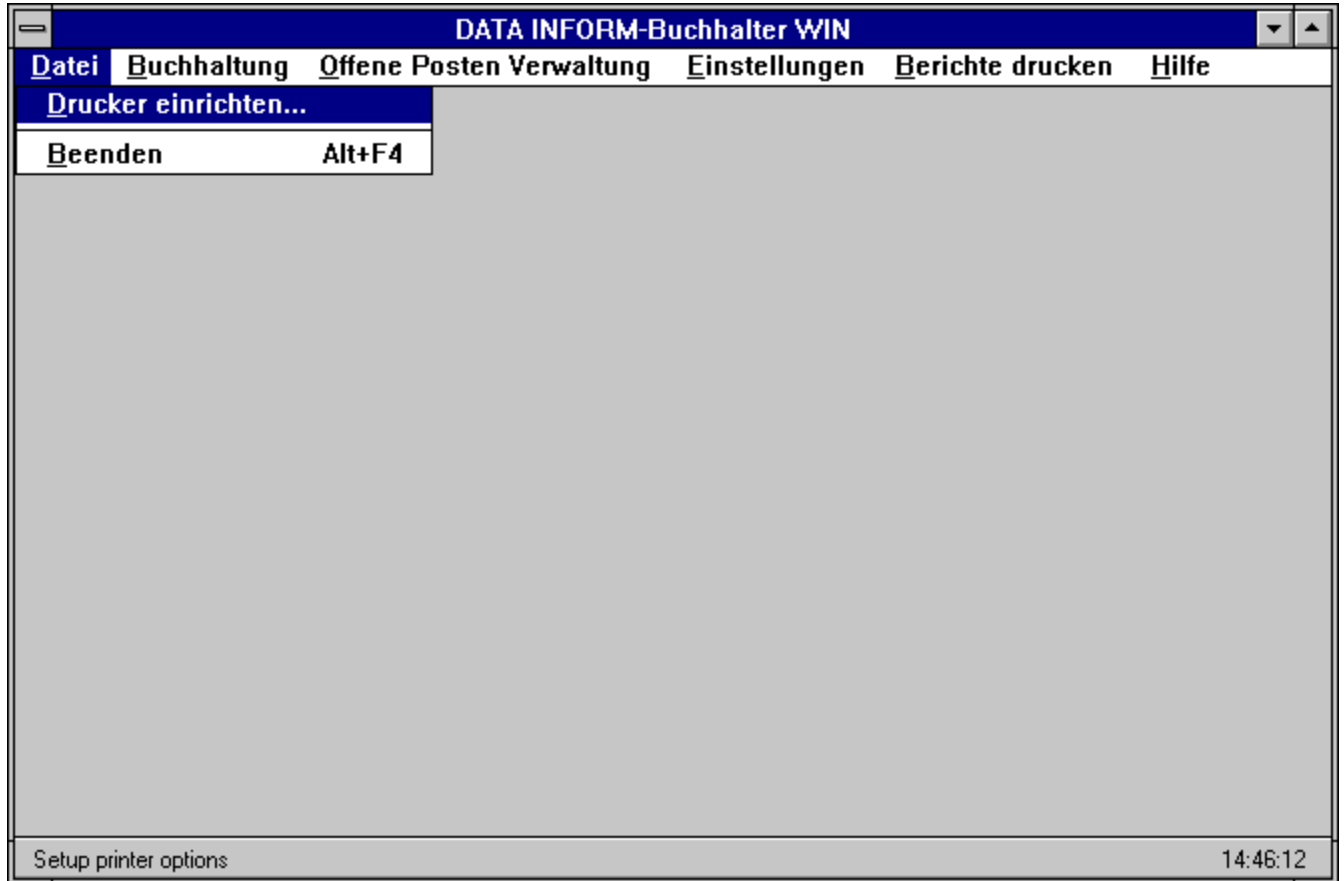 DATA INFORM-Buchhalter WIN
Datei Buchhaltung Offene Posten Verwaltung Einstellungen Berichte drucken Hilfe
Drucker einrichten...
Beenden Alt+F4
Setup printer options 14:46:12